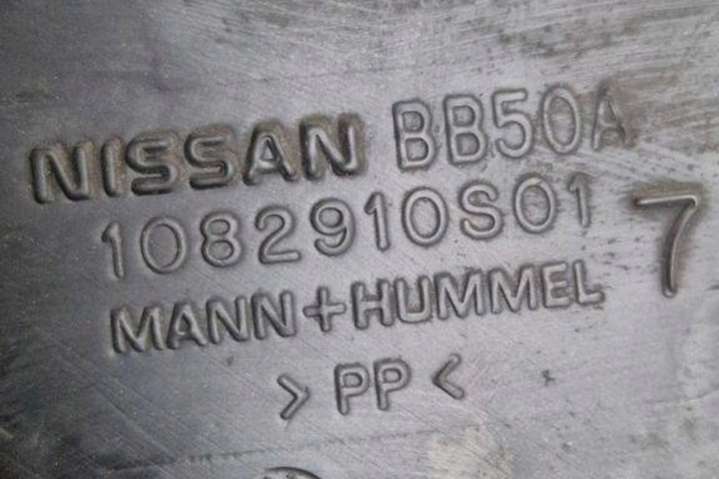 NISSAN BB50A
1082910S01 7
MANN+HUMMEL
>PP<